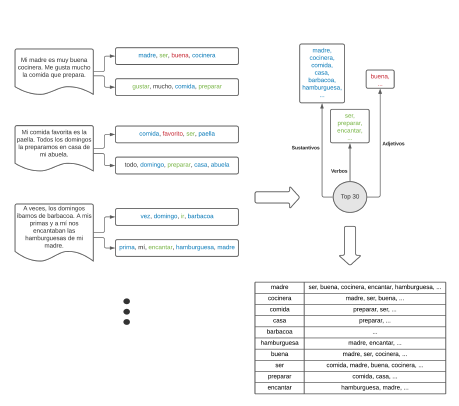 Mi madre es muy buena
cocinera. Me gusta mucho
la comida que prepara.
madre, ser, buena, cocinera
gustar, mucho, comida, preparar
Mi comida favorita es la
paella. Todos los domingos
la preparamos en casa de
mi abuela.
comida, favorito, ser, paella
todo, domingo, preparar, casa, abuela
A veces, los domingos
íbamos de barbacoa. A mis
primas y a mi nos
encantaban las
hamburguesas de mi
madre.
vez, domingo, ir, barbacoa
prima, mi, encantar, hamburguesa, madre
madre,
cocinera,
comida,
casa,
barbacoa,
hamburguesa,
...
buena,
...
ser,
preparar,
encantar,
...
Sustantivos
Adjetivos
Verbos
Top 30
madre ser, buena, cocinera, encantar, hamburguesa, ...
cocinera madre, ser, buena, ...
comida preparar, ser, ...
casa preparar, ...
barbacoa ...
hamburguesa madre, encantar, ...
buena madre, ser, cocinera, ...
ser comida, madre, buena, cocinera, ...
preparar comida, casa, ...
encantar hamburguesa, madre, ...